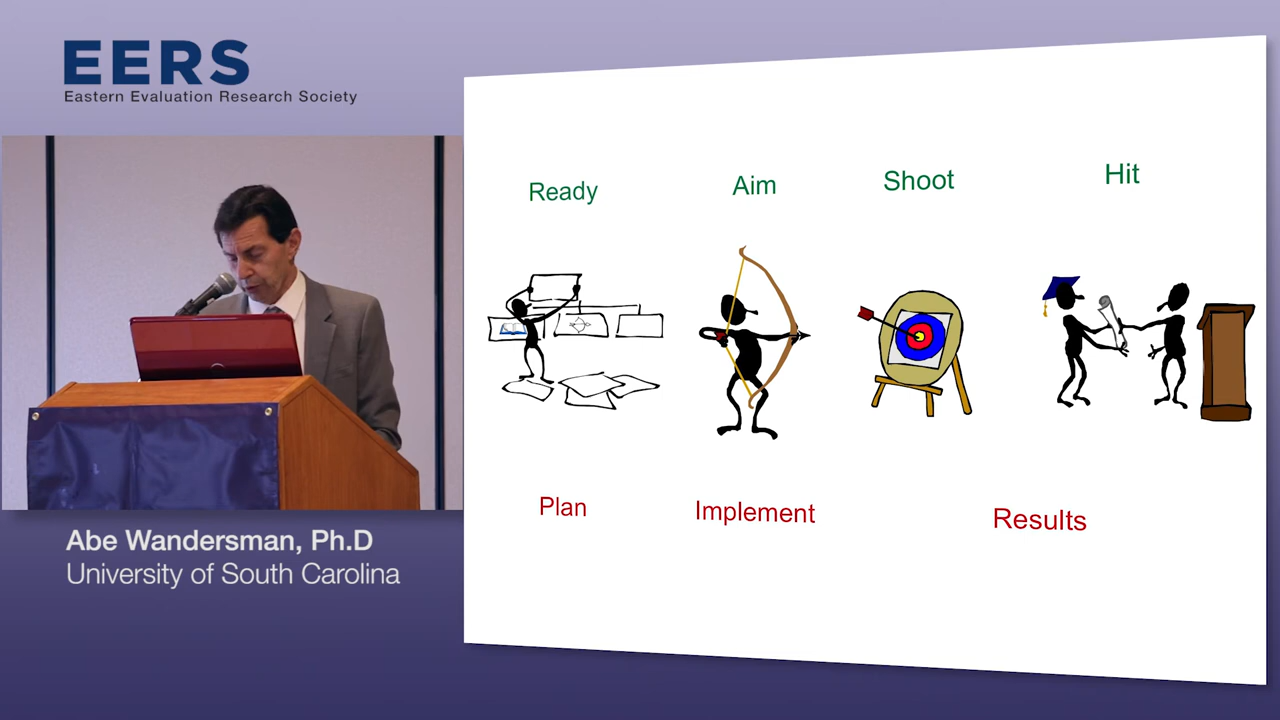 EERS
Eastern Evaluation Research Society
Ready
Aim
Shoot
Hit
Plan
Implement
Results
Abe Wandersman, Ph.D
University of South Carolina